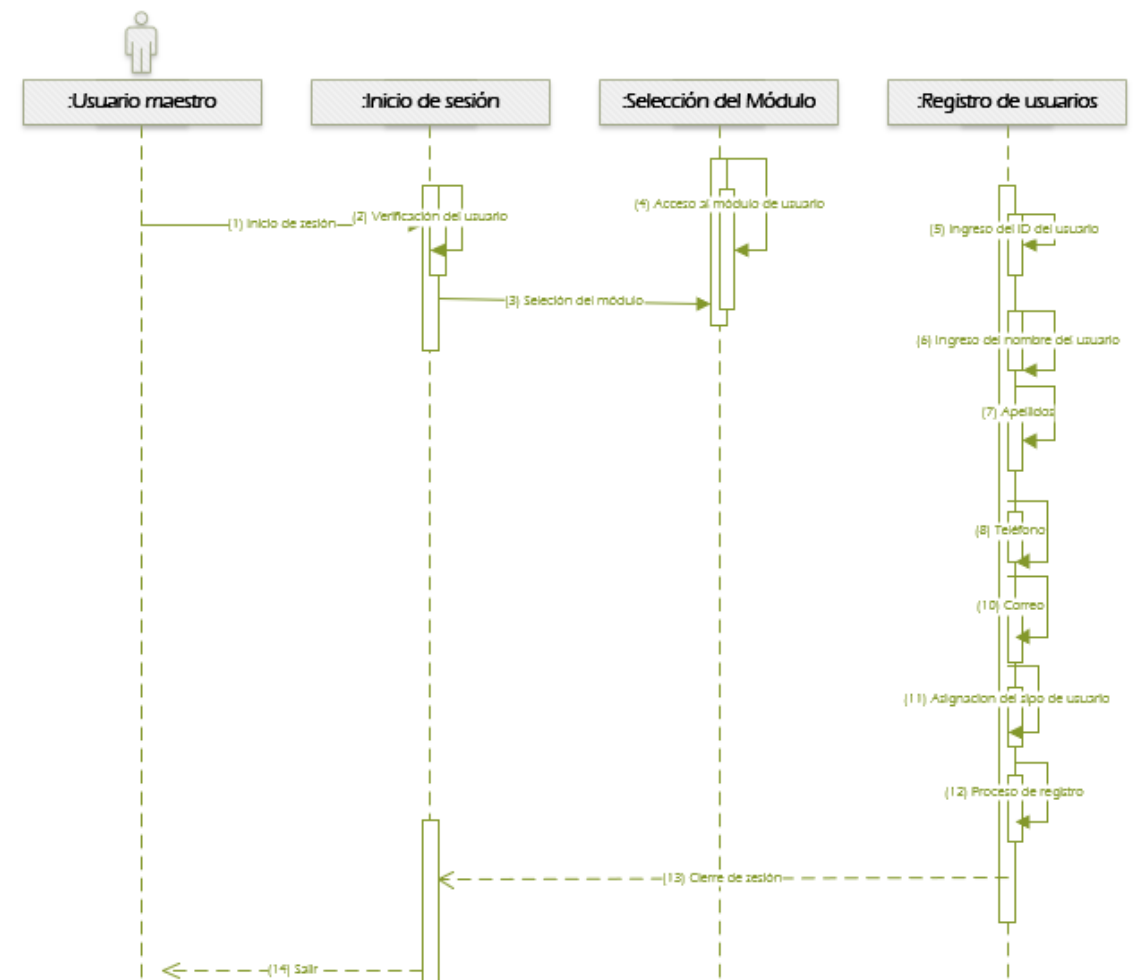 :Usuario maestro
:Inicio de sesión
:Selección del Módulo
:Registro de usuarios
(1) Inicio de sesión
(2) Verificación del usuario
(3) Seleción del módulo
(4) Acceso al módulo de usuario
(5) Ingreso del ID del usuario
(6) Ingreso del nombre del usuario
(7) Apellidos
(8) Teléfono
(10) Correo
(11) Asignacion del sipo de usuario
(12) Proceso de registro
(13) Cierre de sesión
(14) Salir